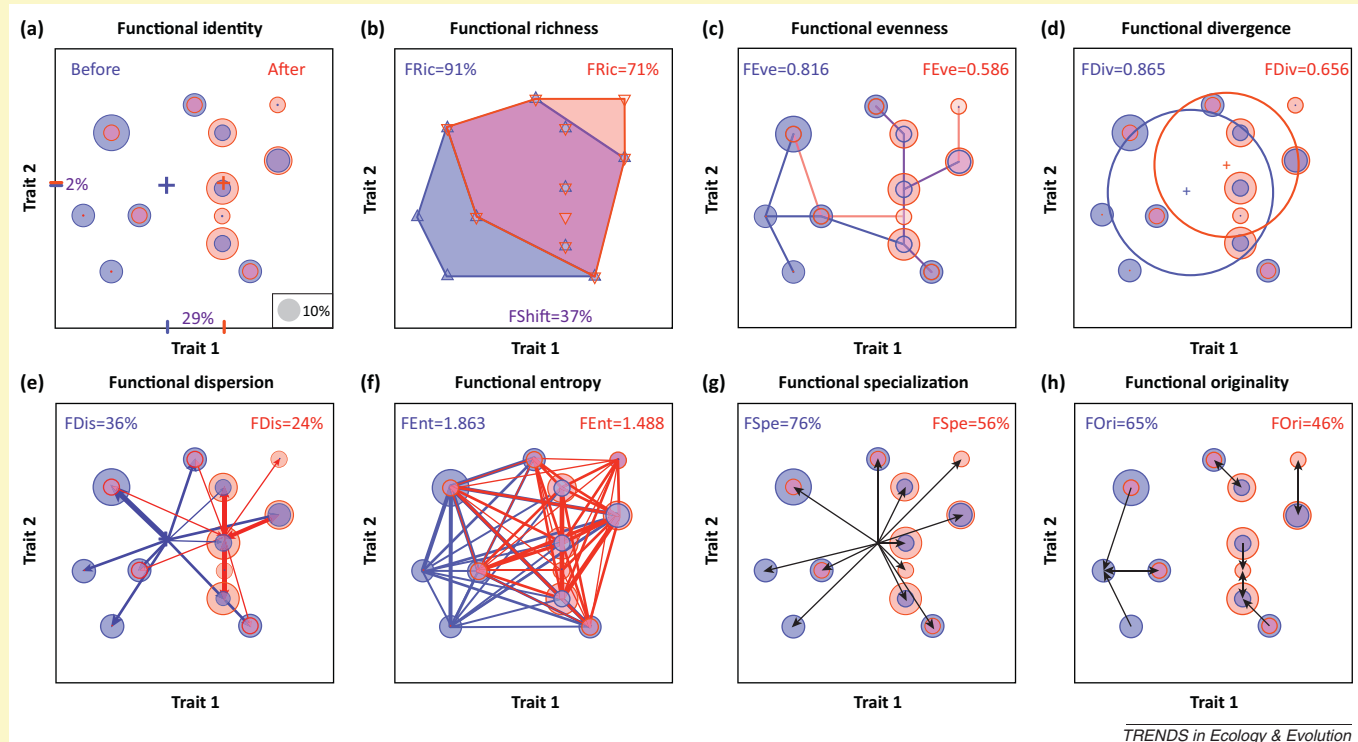 (a) Functional identity
Before After
Trait 2
2%
29%
10%
Trait 1
(b) Functional richness
FRic=91% FRic=71%
Trait 2
FShift=37%
Trait 1
(c) Functional evenness
FEve=0.816 FEve=0.586
Trait 2
Trait 1
(d) Functional divergence
FDiv=0.865 FDiv=0.656
Trait 2
Trait 1
(e) Functional dispersion
FDis=36% FDis=24%
Trait 2
Trait 1
(f) Functional entropy
FEnt=1.863 FEnt=1.488
Trait 2
Trait 1
(g) Functional specialization
FSpe=76% FSpe=56%
Trait 2
Trait 1
(h) Functional originality
FOri=65% FOri=46%
Trait 2
Trait 1
TRENDS in Ecology & Evolution